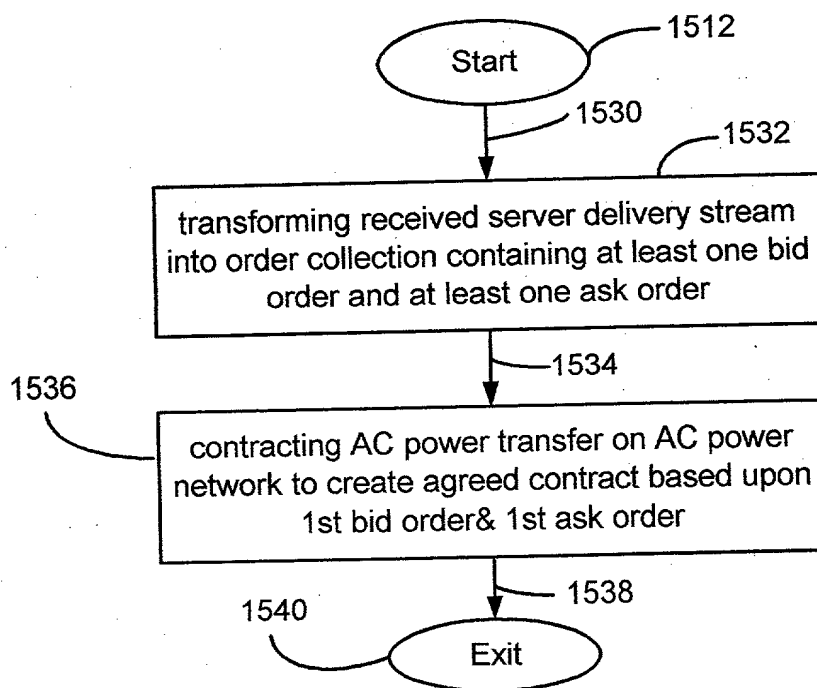 1512
Start
1530
1532
transforming received server delivery stream
into order collection containing at least one bid
order and at least one ask order
1534
1536
contracting AC power transfer on AC power
network to create agreed contract based upon
1st bid order& 1st ask order
1538
1540
Exit